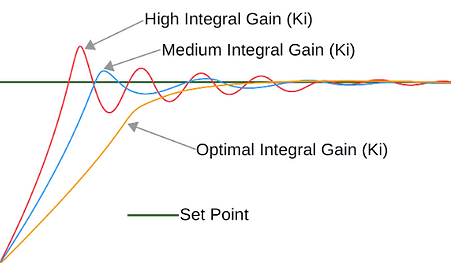 High Integral Gain (Ki)
Medium Integral Gain (Ki)
Optimal Integral Gain (Ki)
Set Point